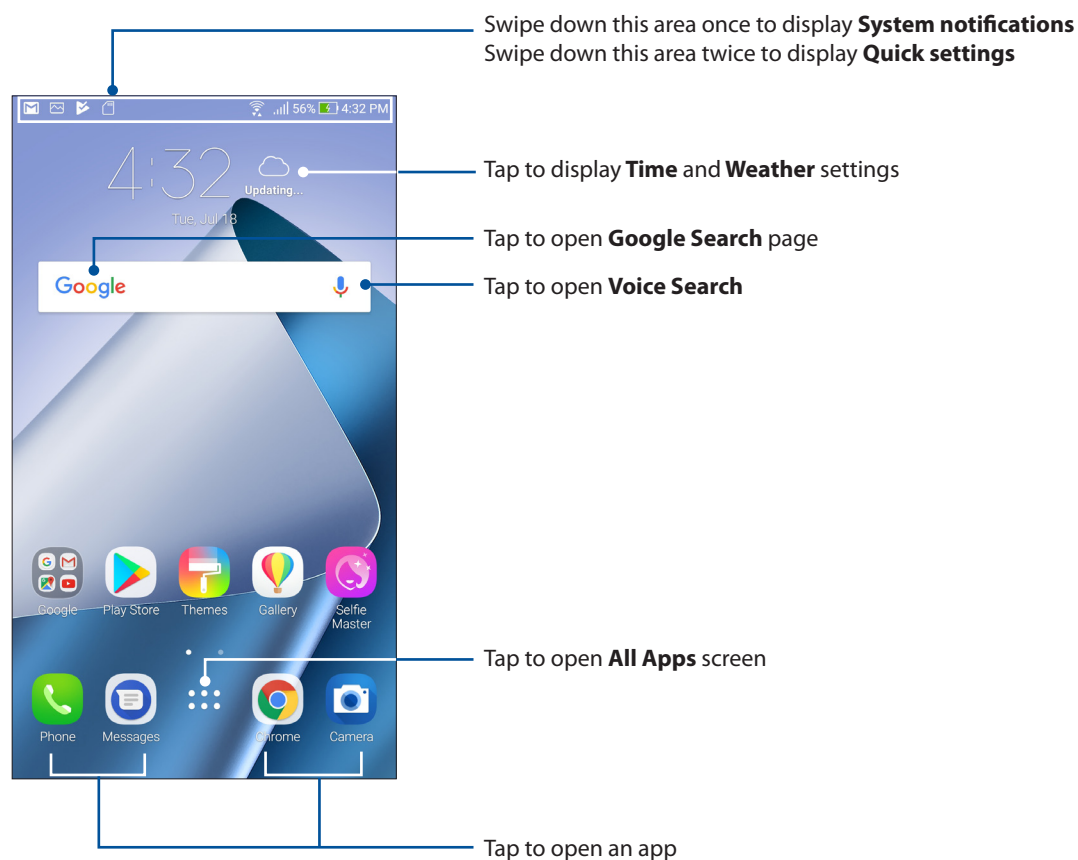 Swipe down this area once to display System notifications
Swipe down this area twice to display Quick settings
56% 4:32 PM
4:32
Updating...
Tue, Jul 18
Tap to display Time and Weather settings
Tap to open Google Search page
Google
Tap to open Voice Search
Google
Play Store
Themes
Gallery
Selfie
Master
Tap to open All Apps screen
Phone
Messages
Chrome
Camera
Tap to open an app